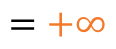 = +∞